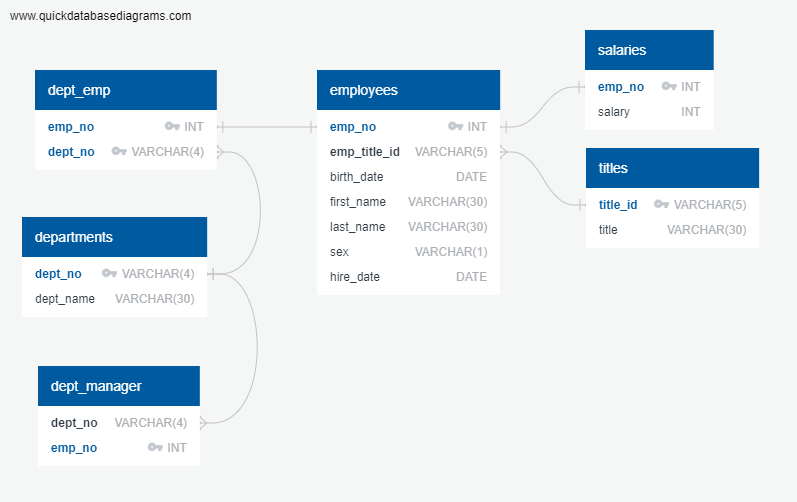 www.quickdatabasediagrams.com
dept_emp
emp_no INT
dept_no VARCHAR(4)
departments
dept_no VARCHAR(4)
dept_name VARCHAR(30)
dept_manager
dept_no VARCHAR(4)
emp_no INT
employees
emp_no INT
emp_title_id VARCHAR(5)
birth_date DATE
first_name VARCHAR(30)
last_name VARCHAR(30)
sex VARCHAR(1)
hire_date DATE
salaries
emp_no INT
salary INT
titles
title_id VARCHAR(5)
title VARCHAR(30)